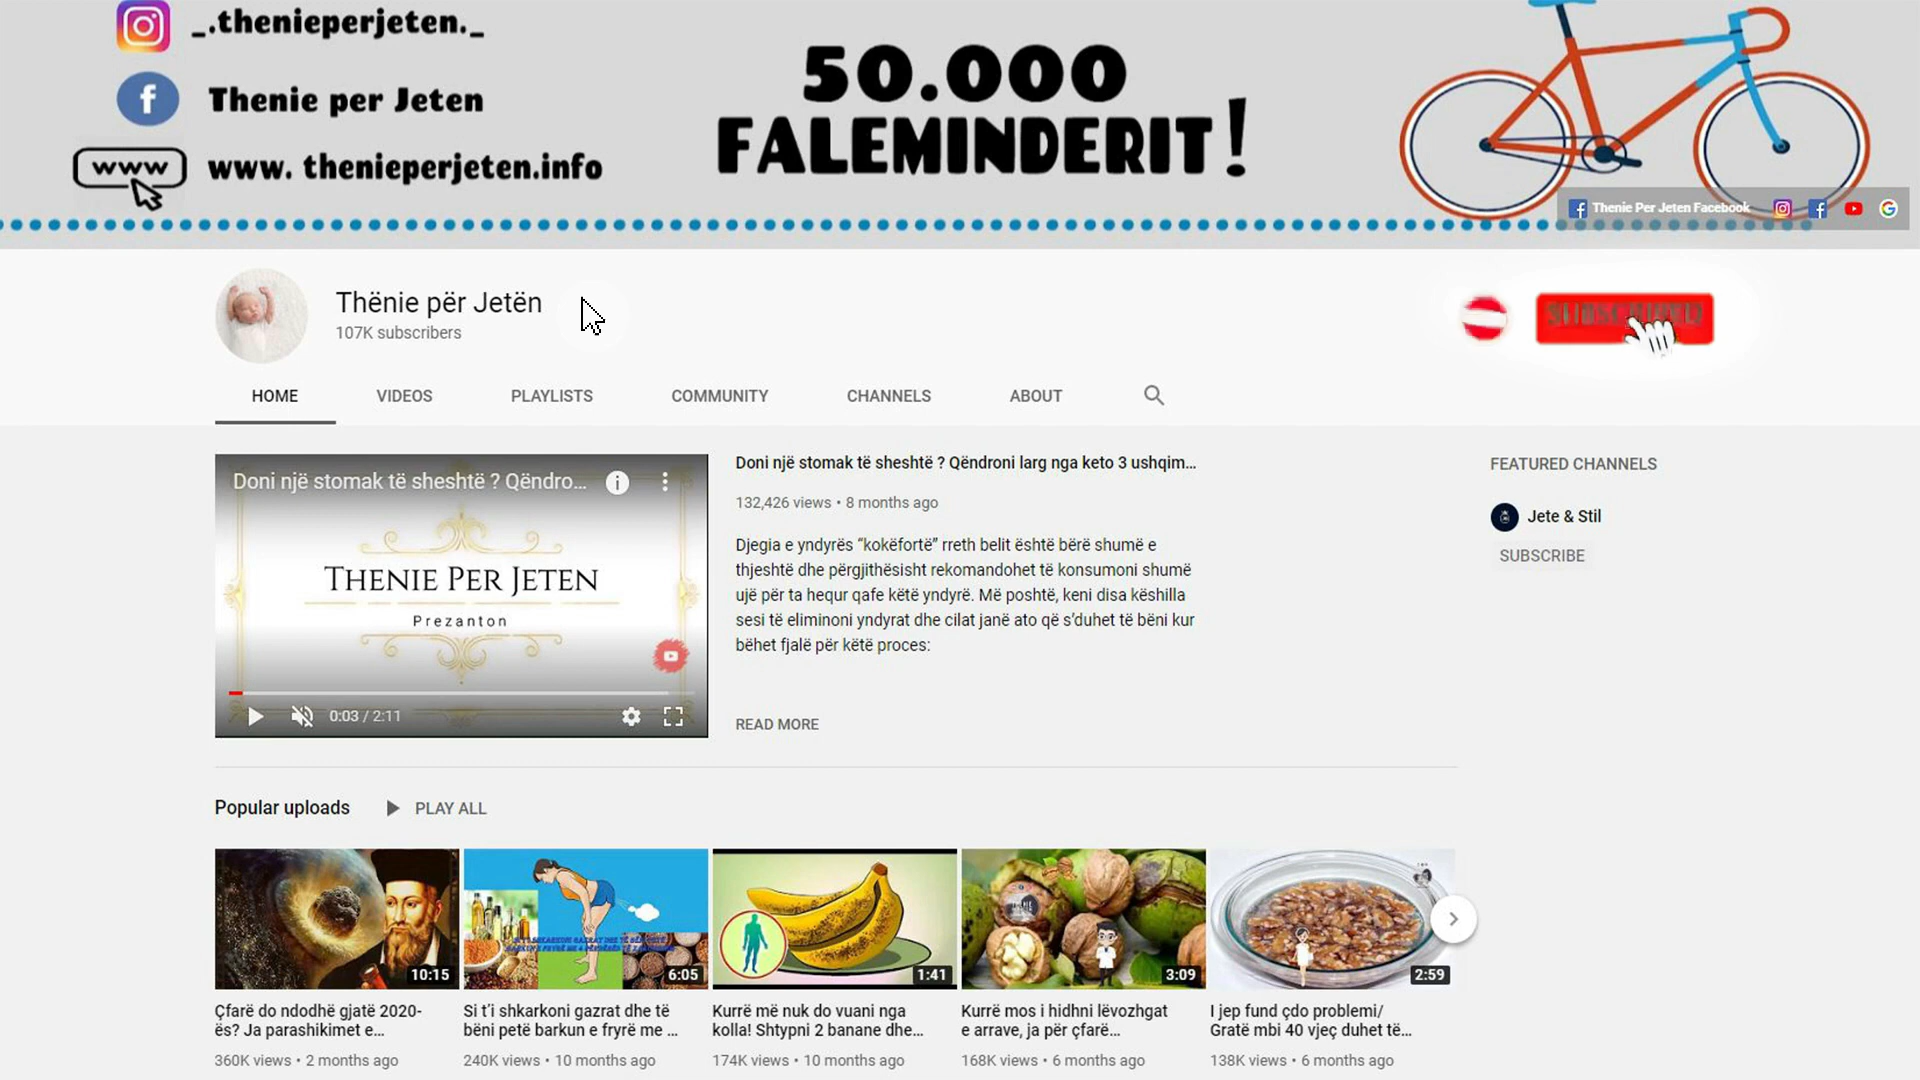 _.thenieperjeten._
Thenie per Jeten
www
www. thenieperjeten.info
50.000
FALEMINDERIT!
Thenie Per Jeten Facebook
Thënie për Jetën
107K subscribers
HOME
VIDEOS
PLAYLISTS
COMMUNITY
CHANNELS
ABOUT
Doni një stomak të sheshtë ? Qëndro...
THENIE PER JETEN
Prezanton
0:03 / 2:11
Doni një stomak të sheshtë ? Qëndroni larg nga keto 3 ushqim...
132,426 views • 8 months ago
Djegia e yndyrës “kokëfortë” rreth belit është bërë shumë e
thjeshtë dhe përgjithësisht rekomandohet të konsumoni shumë
ujë për ta hequr qafe këtë yndyrë. Më poshtë, keni disa këshilla
sesi të eliminoni yndyrat dhe cilat janë ato që s’duhet të bëni kur
bëhet fjalë për këtë proces:
READ MORE
FEATURED CHANNELS
Jete & Stil
SUBSCRIBE
Popular uploads
PLAY ALL
10:15
6:05
1:41
3:09
2:59
Çfarë do ndodhë gjatë 2020-
ës? Ja parashikimet e...
360K views • 2 months ago
Si t’i shkarkoni gazrat dhe të
bëni petë barkun e fryrë me ...
240K views • 10 months ago
Kurrë më nuk do vuani nga
kolla! Shtypni 2 banane dhe...
174K views • 10 months ago
Kurrë mos i hidhni lëvozhgat
e arrave, ja për çfarë...
168K views • 6 months ago
I jep fund çdo problemi/
Gratë mbi 40 vjeç duhet të...
138K views • 6 months ago